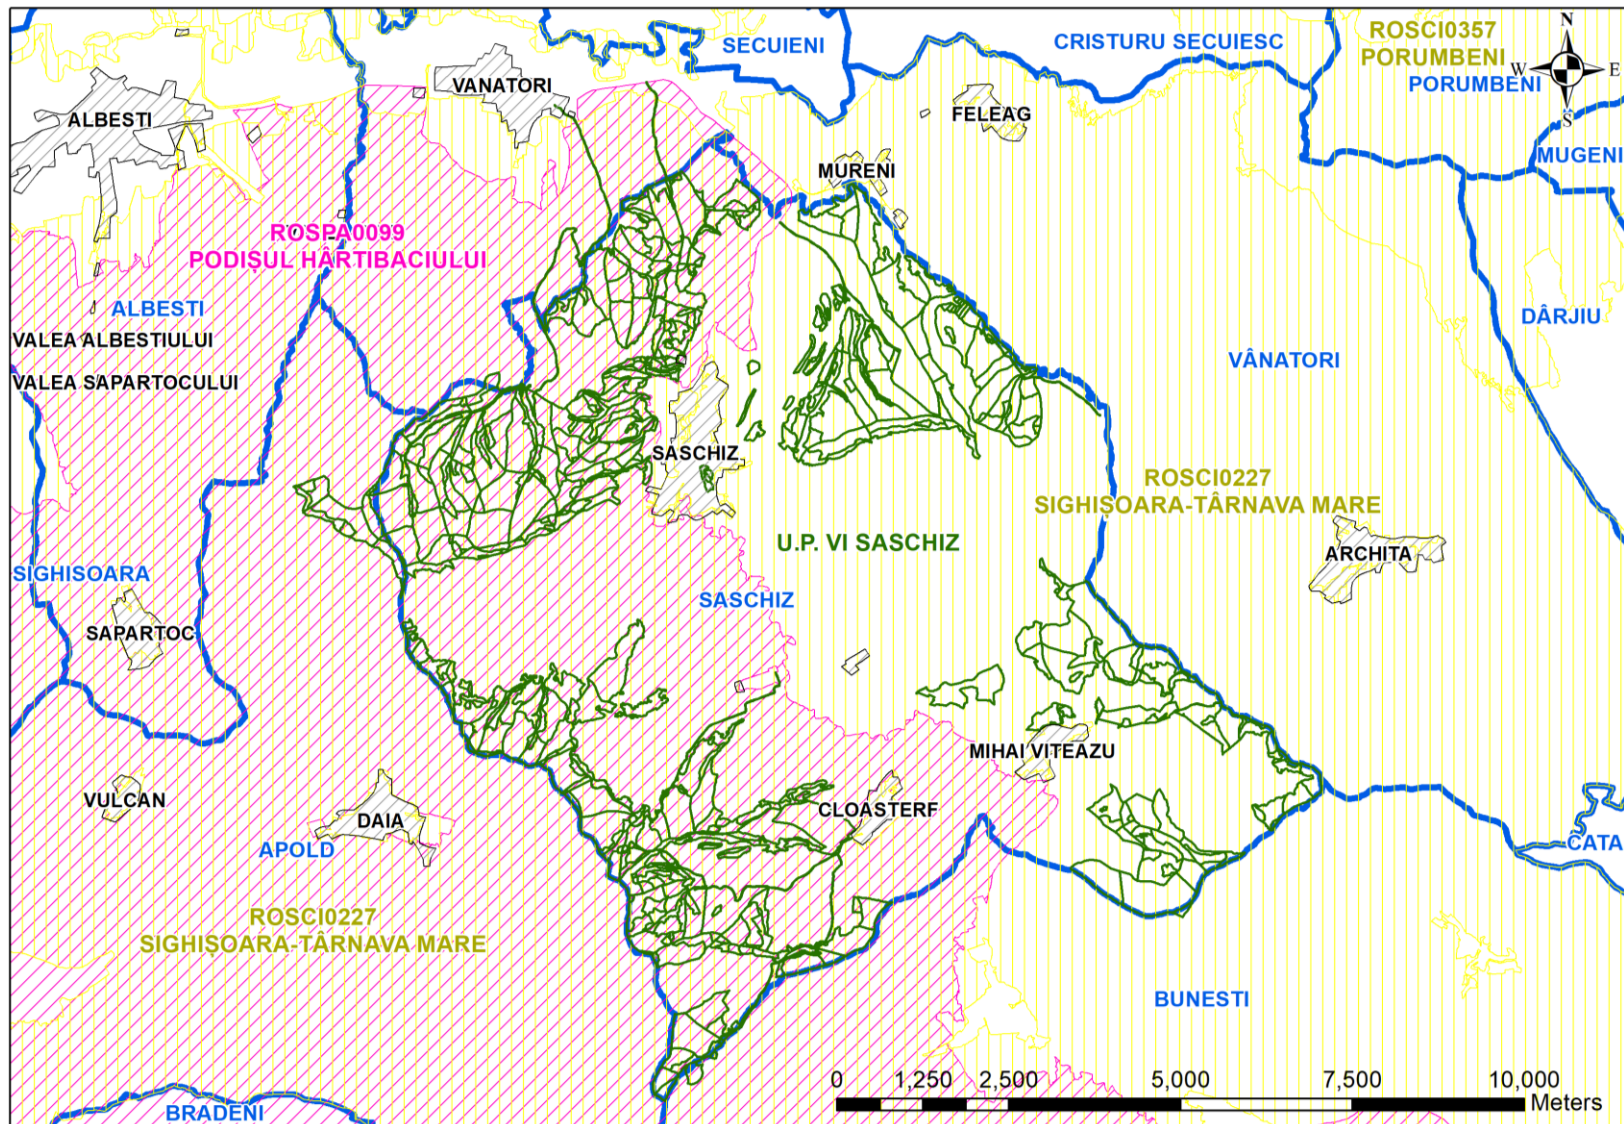 SECUIENI
CRISTURU SECUIESC
ROSCI0357
PORUMBENI
PORUMBENI
N
W
E
S
VANATORI
ALBESTI
FELEAG
MUGENI
MURENI
ROSPA0099
PODIȘUL HÂRTIBACIULUI
ALBESTI
DÂRJIU
VALEA ALBESTIULUI
VÂNATORI
VALEA SAPARTOCULUI
SASCHIZ
ROSCI0227
SIGHIȘOARA-TÂRNAVA MARE
U.P. VI SASCHIZ
ARCHITA
SIGHISOARA
SASCHIZ
SAPARTOC
MIHAI VITEAZU
VULCAN
CLOASTERF
DAIA
CATA
APOLD
ROSCI0227
SIGHIȘOARA-TÂRNAVA MARE
BUNESTI
0 1,250 2,500 5,000 7,500 10,000
Meters
BRADENI